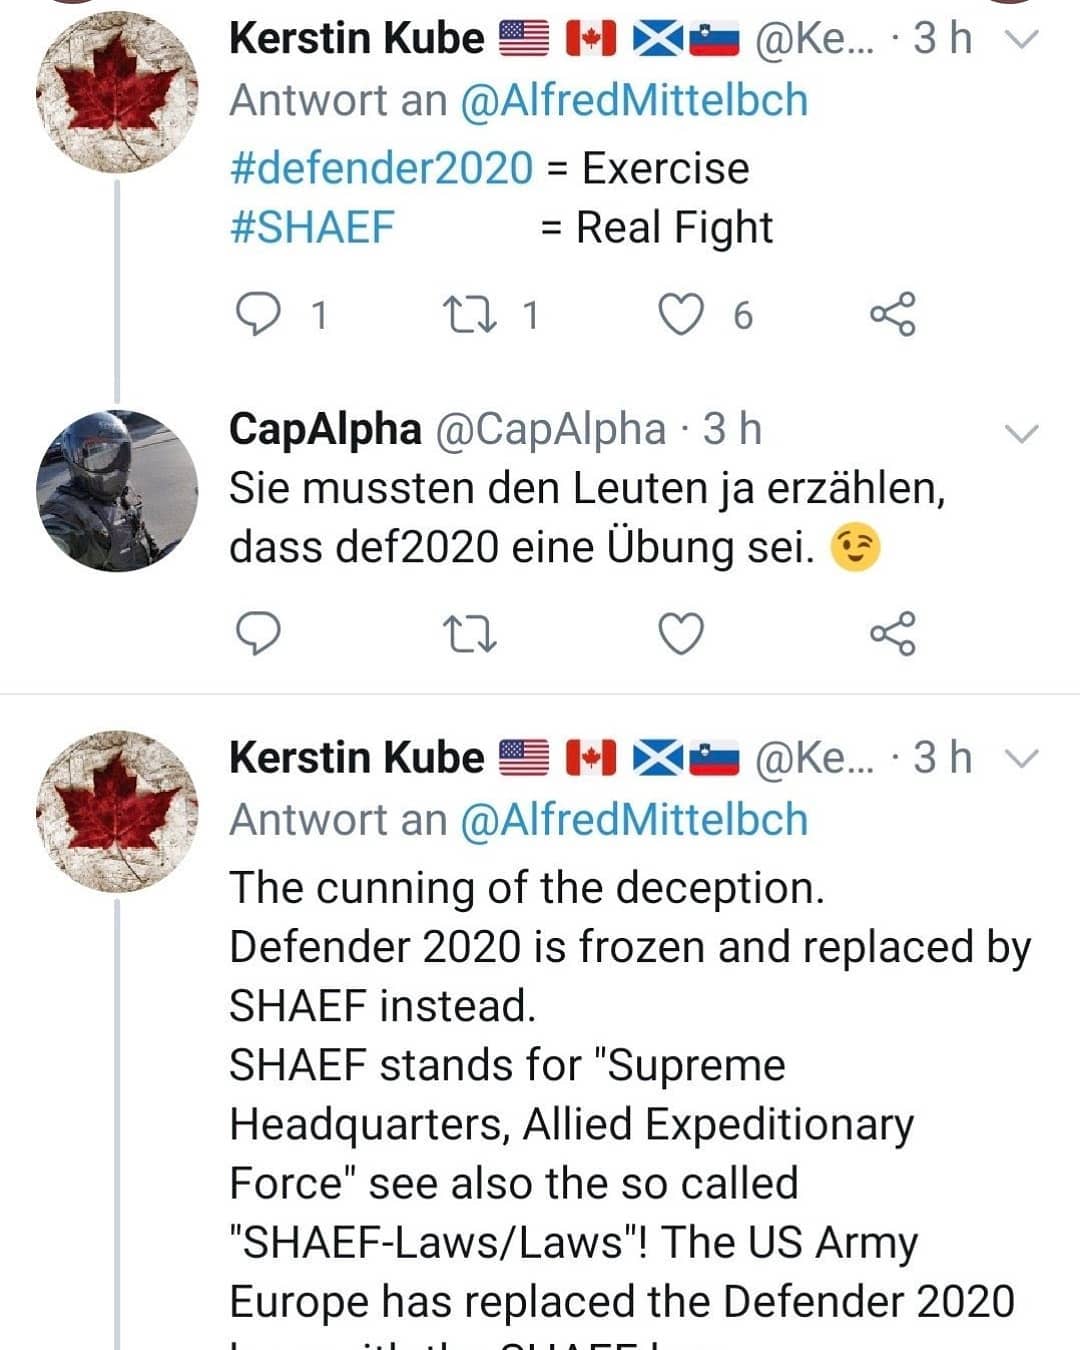 Kerstin Kube 🇺🇸 🇨🇦 🏴󠁧󠁢󠁳󠁣󠁴󠁿🇸🇮 @Ke... · 3 h
Antwort an @AlfredMittelbch
#defender2020 = Exercise
#SHAEF = Real Fight
1 1 6
CapAlpha @CapAlpha · 3 h
Sie mussten den Leuten ja erzählen,
dass def2020 eine Übung sei. 😉
Kerstin Kube 🇺🇸 🇨🇦 🏴󠁧󠁢󠁳󠁣󠁴󠁿🇸🇮 @Ke... · 3 h
Antwort an @AlfredMittelbch
The cunning of the deception.
Defender 2020 is frozen and replaced by
SHAEF instead.
SHAEF stands for "Supreme
Headquarters, Allied Expeditionary
Force" see also the so called
"SHAEF-Laws/Laws"! The US Army
Europe has replaced the Defender 2020